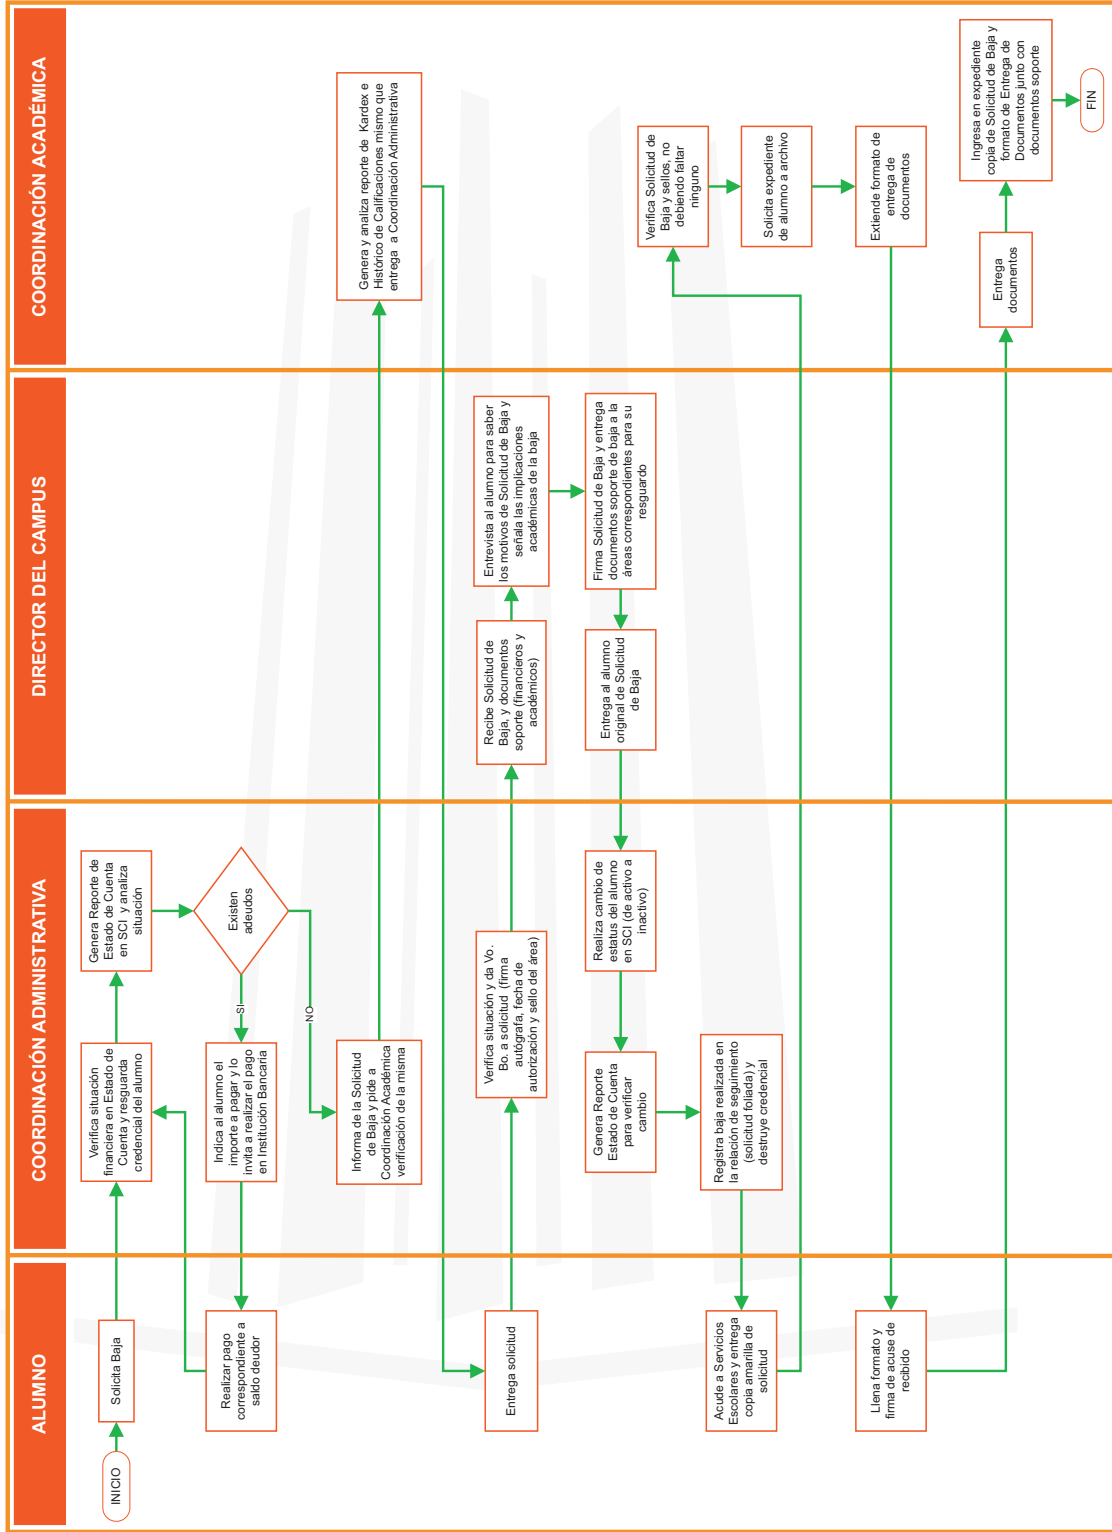 ALUMNO
COORDINACIÓN ADMINISTRATIVA
DIRECTOR DEL CAMPUS
COORDINACIÓN ACADÉMICA
INICIO
Solicita Baja
Verifica situación
financiera en Estado de
Cuenta y resguarda
credencial del alumno
Genera Reporte de
Estado de Cuenta
en SCI y analiza
situación
Existen
adeudos
SI
NO
Indica al alumno el
importe a pagar y lo
invita a realizar el pago
en Institución Bancaria
Realizar pago
correspondiente a
saldo deudor
Informa de la Solicitud
de Baja y pide a
Coordinación Académica
verificación de la misma
Genera y analiza reporte de Kardex e
Histórico de Calificaciones mismo que
entrega a Coordinación Administrativa
Entrega solicitud
Verifica situación y da Vo.
Bo. a solicitud (firma
autógrafa, fecha de
autorización y sello del área)
Recibe Solicitud de
Baja, y documentos
soporte (financieros y
académicos)
Entrevista al alumno para saber
los motivos de Solicitud de Baja y
señala las implicaciones
académicas de la baja
Firma Solicitud de Baja y entrega
documentos soporte de baja a la
áreas correspondientes para su
resguardo
Entrega al alumno
original de Solicitud
de Baja
Realiza cambio de
estatus del alumno
en SCI (de activo a
inactivo)
Genera Reporte
Estado de Cuenta
para verificar
cambio
Registra baja realizada en
la relación de seguimiento
(solicitud foliada) y
destruye credencial
Acude a Servicios
Escolares y entrega
copia amarilla de
solicitud
Verifica Solicitud de
Baja y sellos, no
debiendo faltar
ninguno
Solicita expediente
de alumno a archivo
Extiende formato de
entrega de
documentos
Llena formato y
firma de acuse de
recibido
Entrega
documentos
Ingresa en expediente
copia de Solicitud de Baja y
formato de Entrega de
Documentos junto con
documentos soporte
FIN